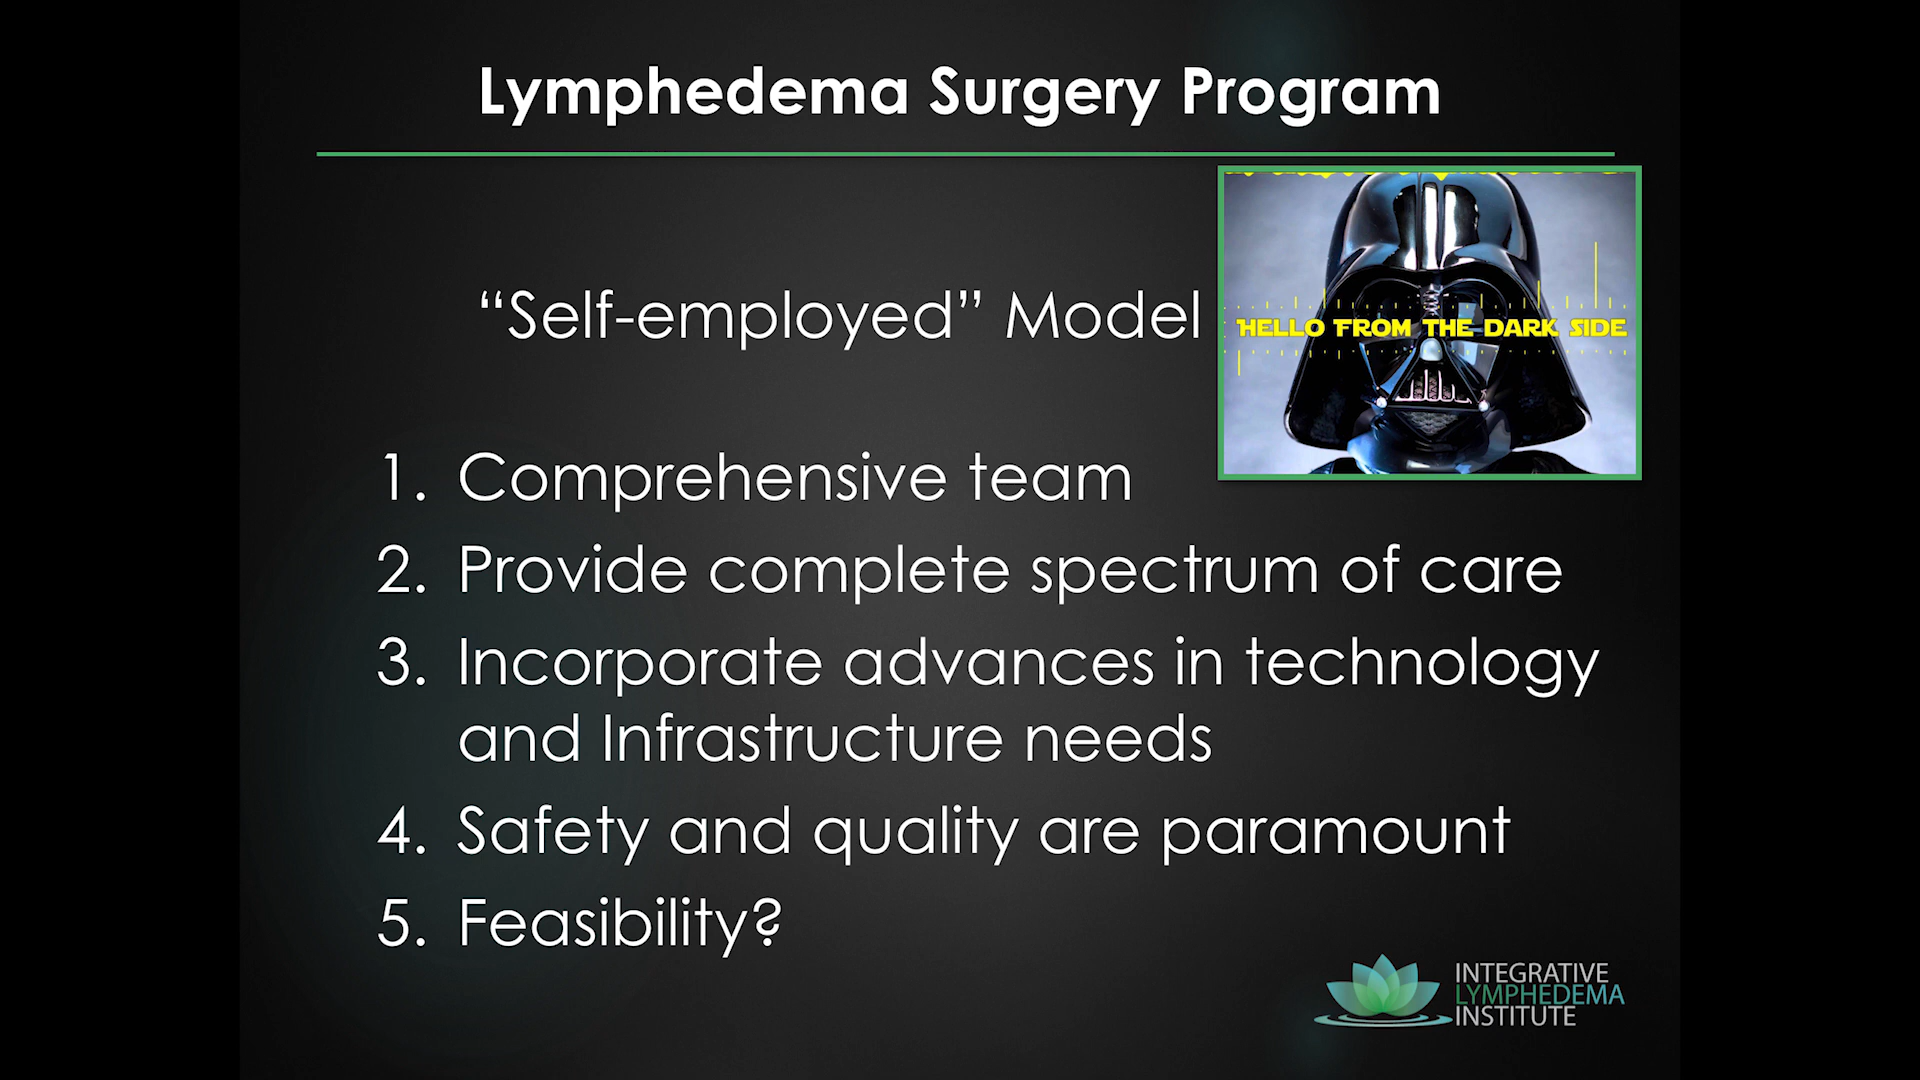 Lymphedema Surgery Program
“Self-employed” Model
HELLO FROM THE DARK SIDE
1. Comprehensive team
2. Provide complete spectrum of care
3. Incorporate advances in technology
and Infrastructure needs
4. Safety and quality are paramount
5. Feasibility?
INTEGRATIVE
LYMPHEDEMA
INSTITUTE